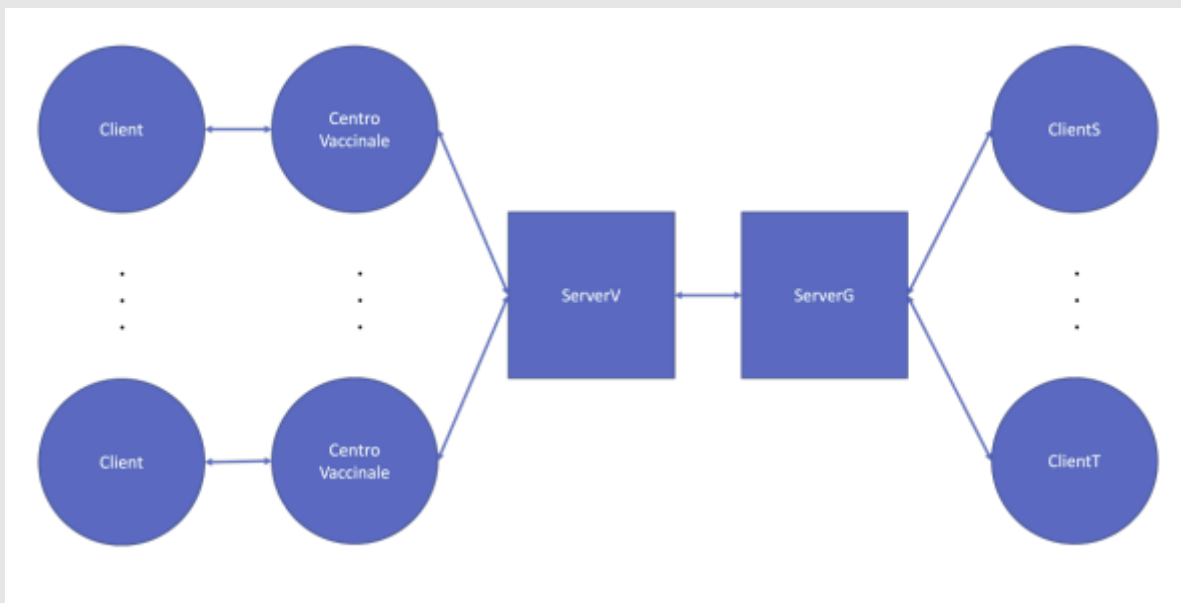 Client
Centro
Vaccinale
ClientS
ServerV
ServerG
Client
Centro
Vaccinale
ClientT